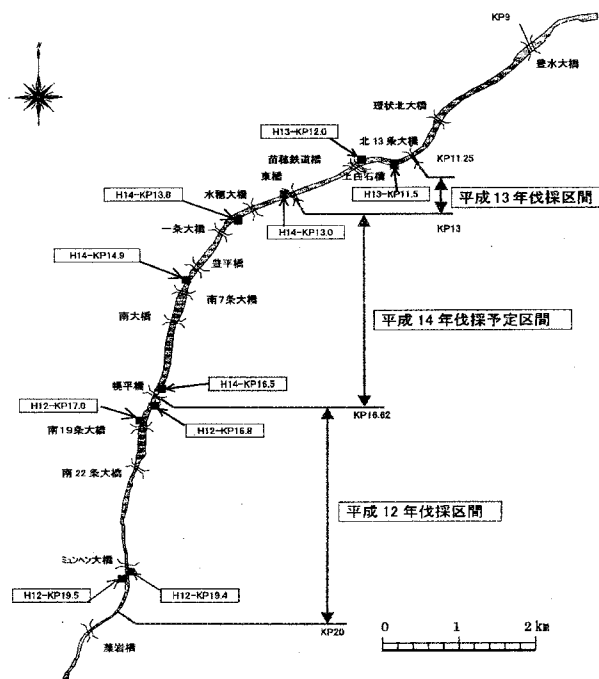 KP9
豊水大橋
環状北大橋
北13条大橋
H13-KP12.0
苗穂鉄道橋
上白石橋
KP11.25
東橋
H13-KP11.5
平成13年伐採区間
水穂大橋
H14-KP13.8
H14-KP13.0
KP13
一条大橋
豊平橋
H14-KP14.9
南7条大橋
南大橋
平成14年伐採予定区間
幌平橋
H14-KP16.5
H12-KP17.0
KP16.62
南19条大橋
H12-KP16.8
南22条大橋
平成12年伐採区間
ミュンヘン大橋
H12-KP19.5
H12-KP19.4
KP20
藻岩橋
0 1 2km